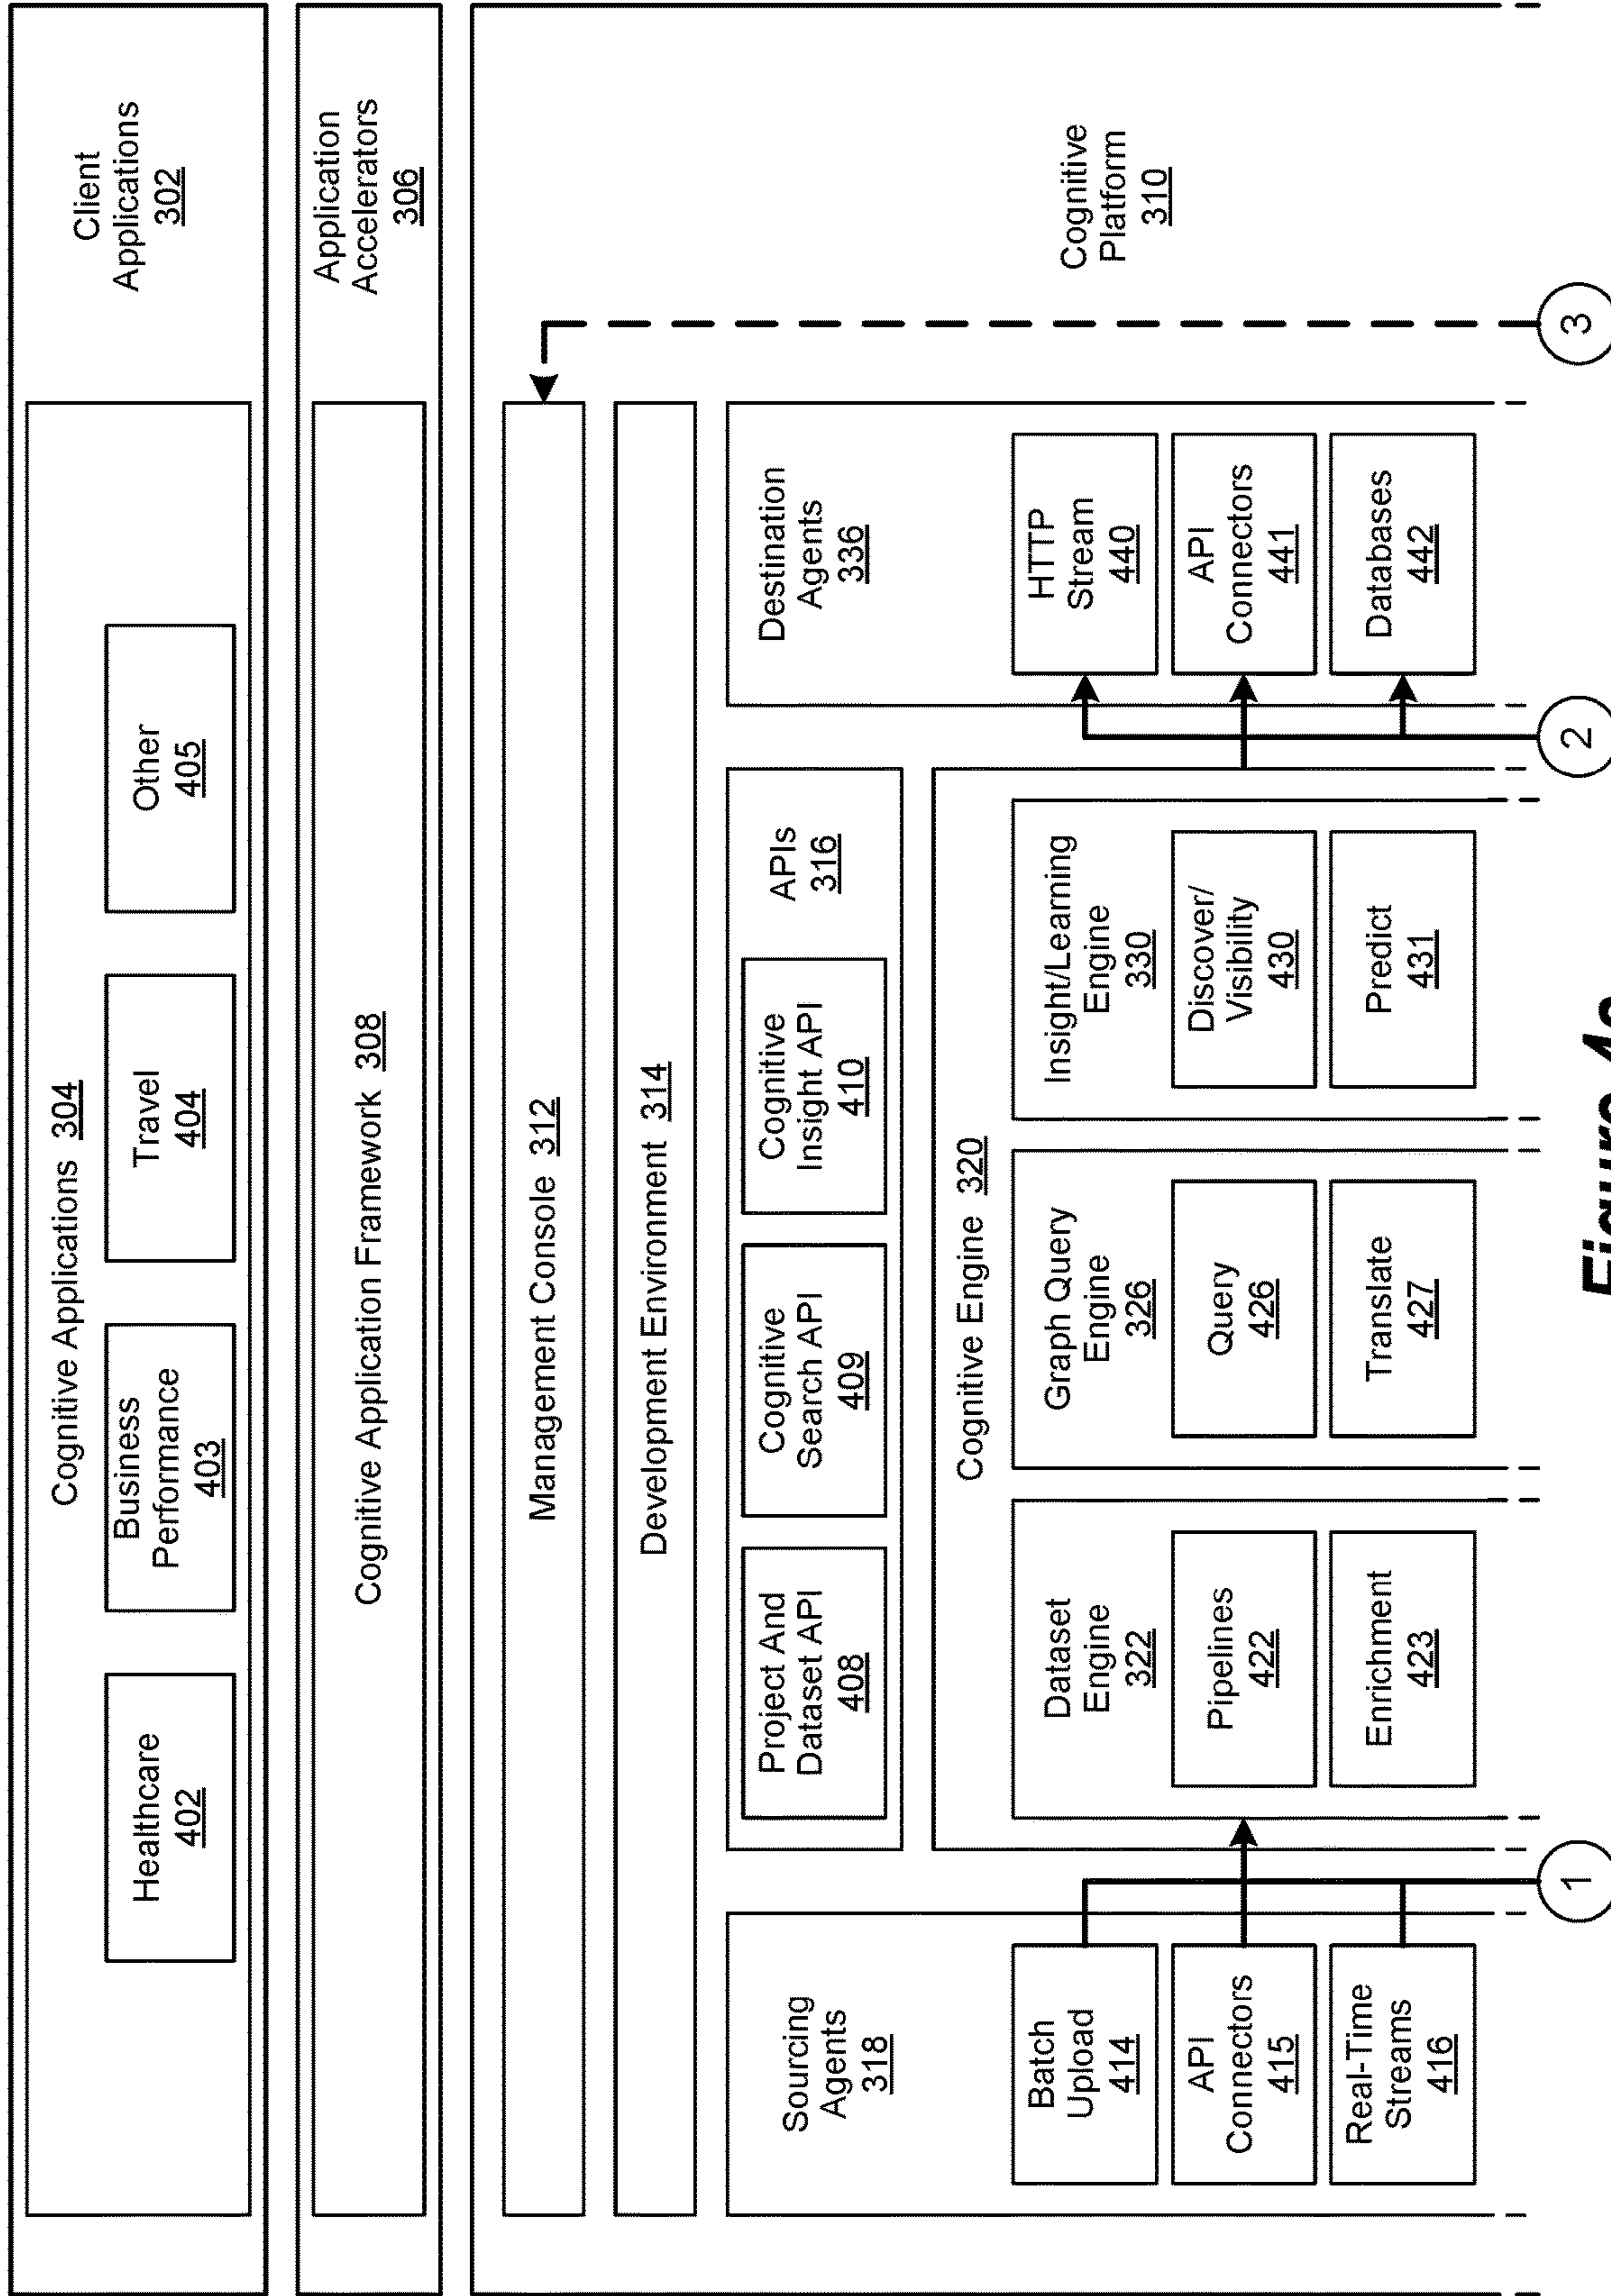 Cognitive Applications 304
Client
Applications
302
Healthcare
402
Business
Performance
403
Travel
404
Other
405
Cognitive Application Framework 308
Application
Accelerators
306
Management Console 312
Development Environment 314
Cognitive
Platform
310
Sourcing
Agents
318
Batch
Upload
414
API
Connectors
415
Real-Time
Streams
416
Project And
Dataset API
408
Cognitive
Search API
409
Cognitive
Insight API
410
APIs
316
Cognitive Engine 320
Dataset
Engine
322
Pipelines
422
Enrichment
423
Graph Query
Engine
326
Query
426
Translate
427
Insight/Learning
Engine
330
Discover/
Visibility
430
Predict
431
Destination
Agents
336
HTTP
Stream
440
API
Connectors
441
Databases
442
1
2
3
Figure